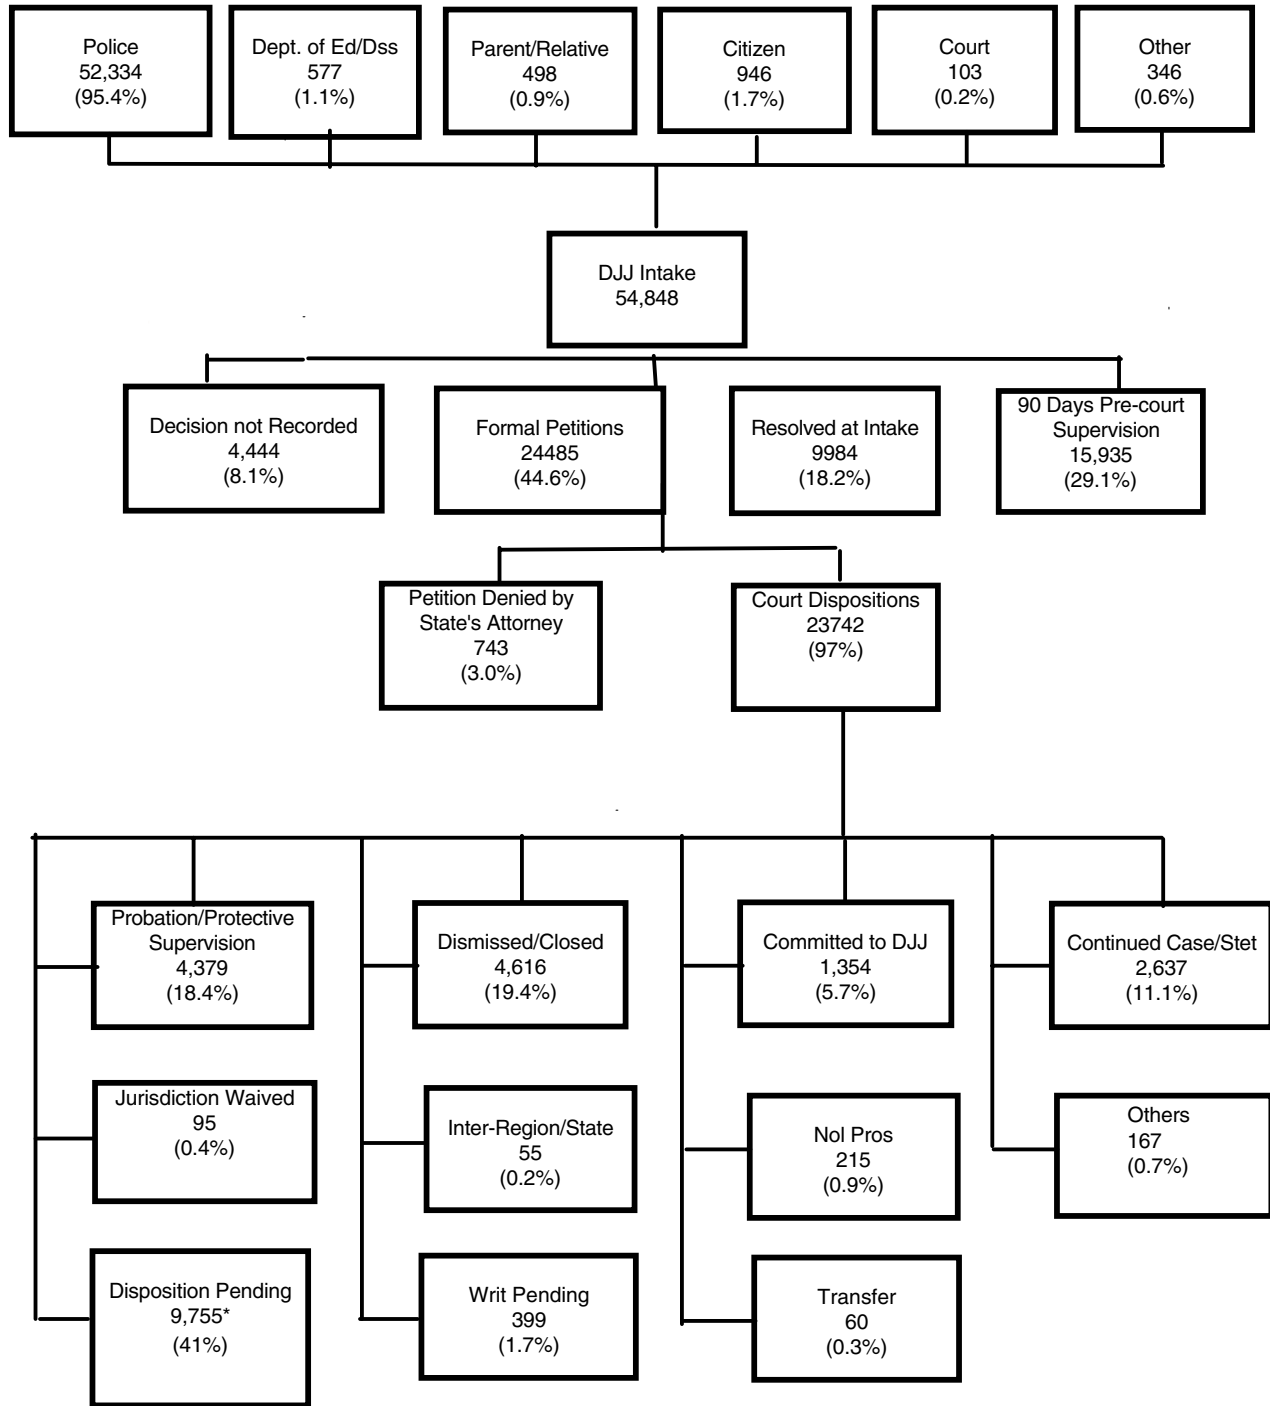 Police
52,334
(95.4%)
Dept. of Ed/Dss
577
(1.1%)
Parent/Relative
498
(0.9%)
Citizen
946
(1.7%)
Court
103
(0.2%)
Other
346
(0.6%)
DJJ Intake
54,848
Decision not Recorded
4,444
(8.1%)
Formal Petitions
24485
(44.6%)
Resolved at Intake
9984
(18.2%)
90 Days Pre-court
Supervision
15,935
(29.1%)
Petition Denied by
State's Attorney
743
(3.0%)
Court Dispositions
23742
(97%)
Probation/Protective
Supervision
4,379
(18.4%)
Dismissed/Closed
4,616
(19.4%)
Committed to DJJ
1,354
(5.7%)
Continued Case/Stet
2,637
(11.1%)
Jurisdiction Waived
95
(0.4%)
Inter-Region/State
55
(0.2%)
Nol Pros
215
(0.9%)
Others
167
(0.7%)
Disposition Pending
9,755*
(41%)
Writ Pending
399
(1.7%)
Transfer
60
(0.3%)